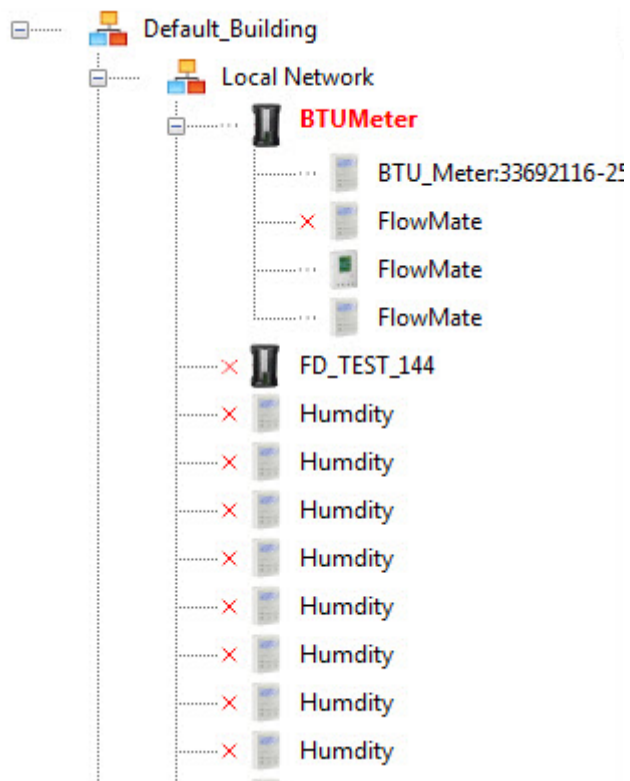 Default_Building
Local Network
BTUMeter
BTU_Meter:33692116-25
FlowMate
FlowMate
FlowMate
FD_TEST_144
Humdity
Humdity
Humdity
Humdity
Humdity
Humdity
Humdity
Humdity